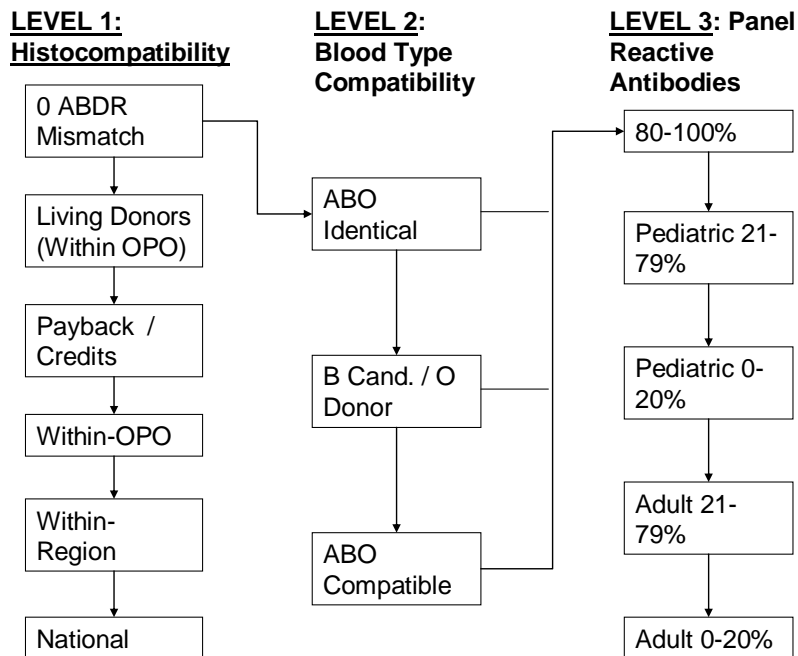 LEVEL 1:
Histocompatibility
0 ABDR
Mismatch
Living Donors
(Within OPO)
Payback /
Credits
Within-OPO
Within-
Region
National
LEVEL 2:
Blood Type
Compatibility
ABO
Identical
B Cand. / O
Donor
ABO
Compatible
LEVEL 3: Panel
Reactive
Antibodies
80-100%
Pediatric 21-
79%
Pediatric 0-
20%
Adult 21-
79%
Adult 0-20%